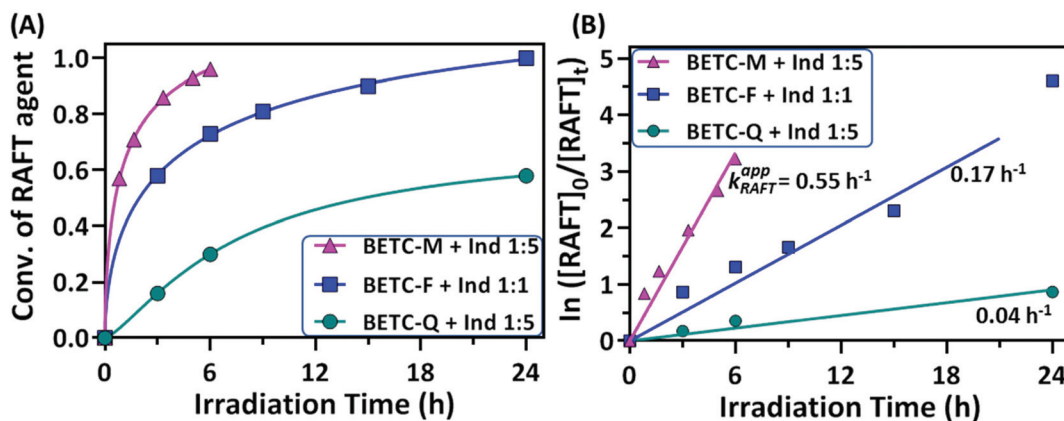 (A)
Conv. of RAFT agent
1.0
0.8
0.6
0.4
0.2
0.0
BETC-M + Ind 1:5
BETC-F + Ind 1:1
BETC-Q + Ind 1:5
0 6 12 18 24
Irradiation Time (h)
(B)
ln ([RAFT]0/[RAFT]t)
5
4
3
2
1
0
BETC-M + Ind 1:5
BETC-F + Ind 1:1
BETC-Q + Ind 1:5
k_RAFT^app = 0.55 h⁻¹
0.17 h⁻¹
0.04 h⁻¹
0 6 12 18 24
Irradiation Time (h)